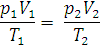 p₁V₁/T₁ = p₂V₂/T₂